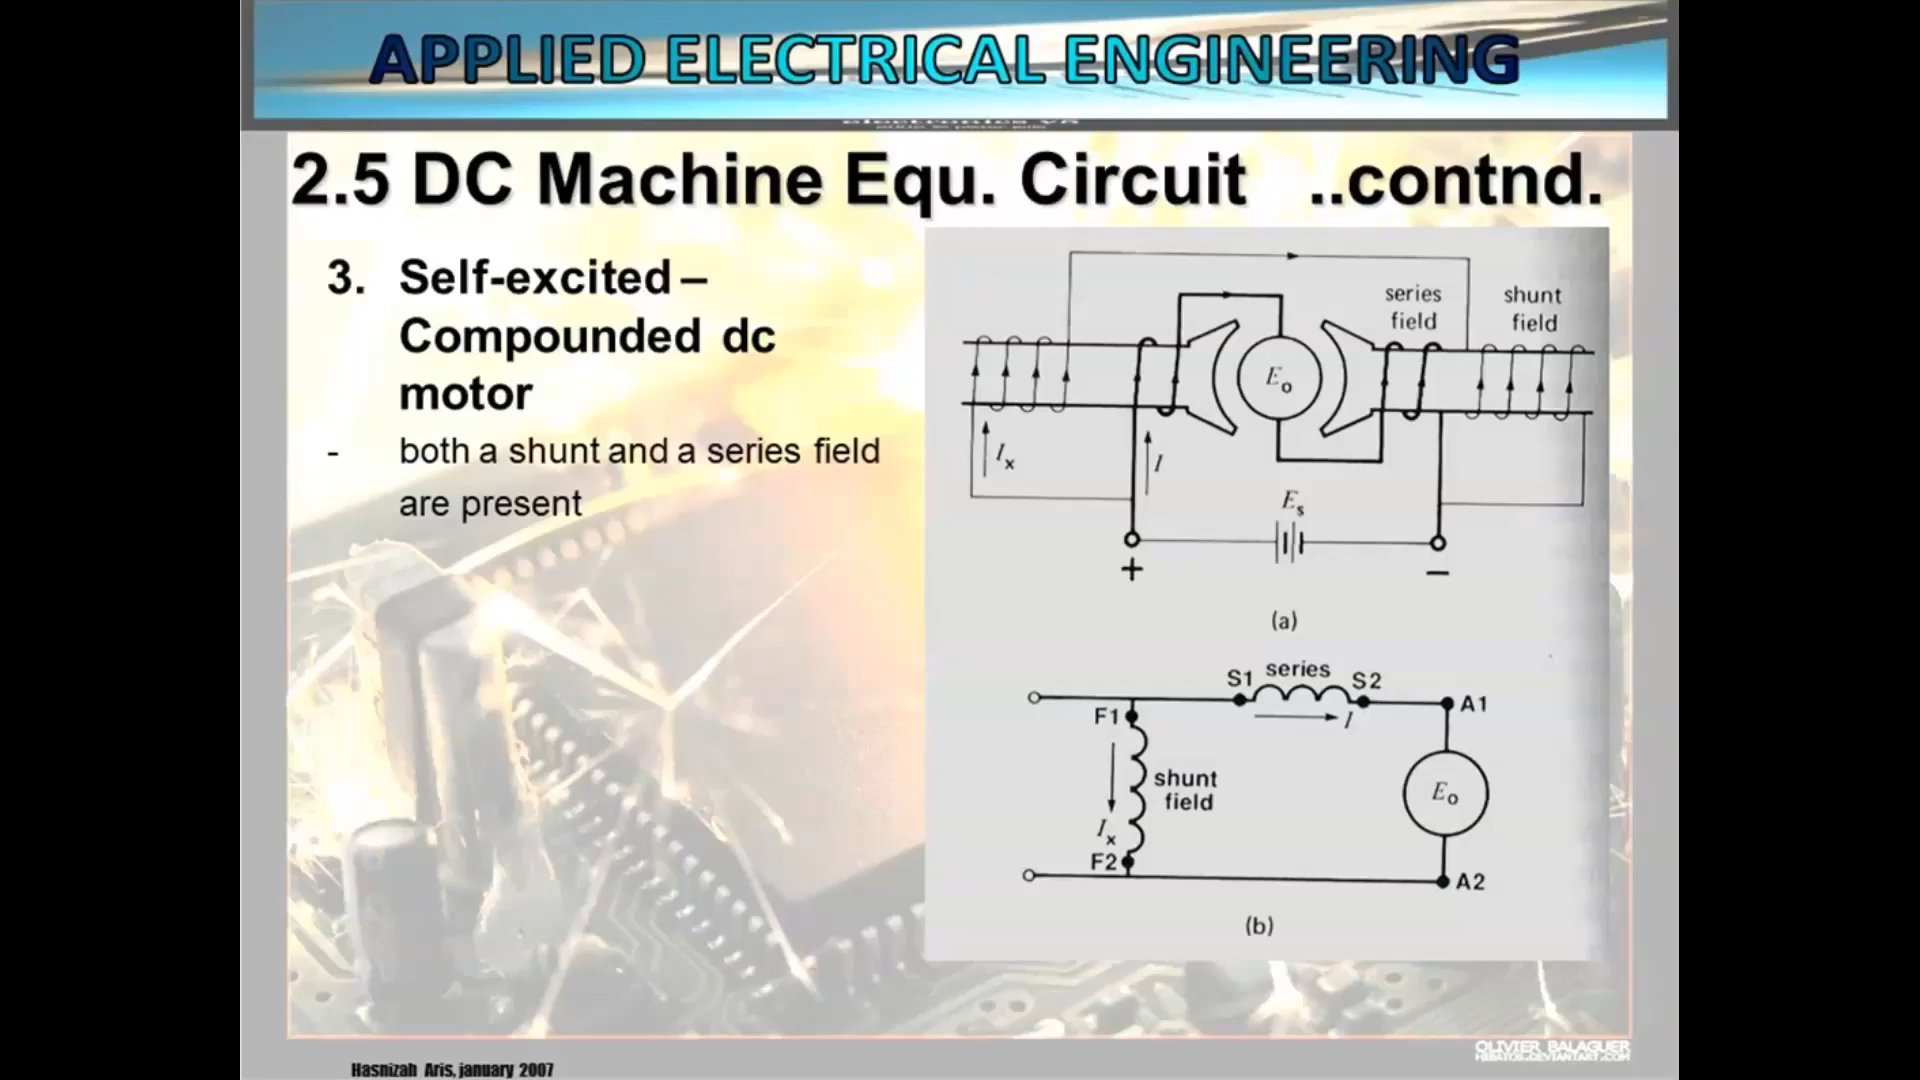 APPLIED ELECTRICAL ENGINEERING
2.5 DC Machine Equ. Circuit ..contnd.
3. Self-excited –
Compounded dc
motor
- both a shunt and a series field
are present
series
field
shunt
field
Eo
Ix
I
Es
+
–
(a)
S1 series S2
A1
F1
I
shunt
field
Eo
Ix
F2
A2
(b)
OLIVIER BALAGUER
Hasnizah Aris, january 2007